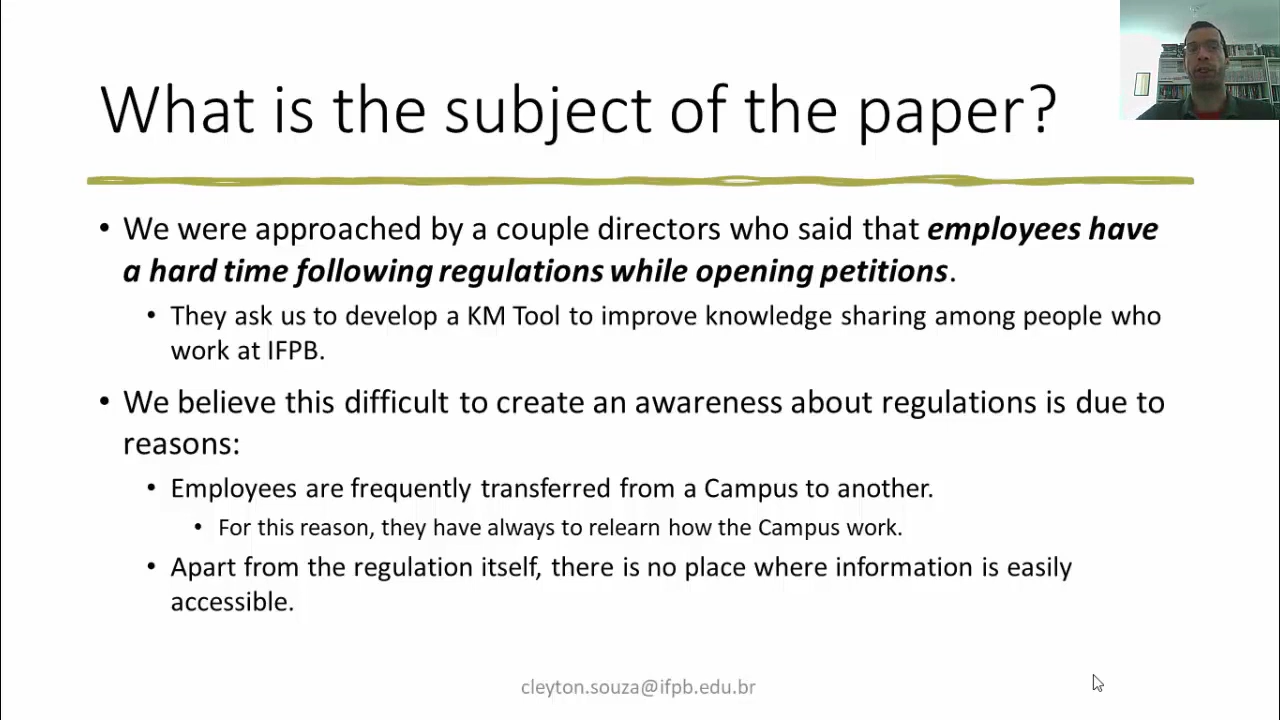 What is the subject of the paper?
• We were approached by a couple directors who said that employees have
a hard time following regulations while opening petitions.
• They ask us to develop a KM Tool to improve knowledge sharing among people who
work at IFPB.
• We believe this difficult to create an awareness about regulations is due to
reasons:
• Employees are frequently transferred from a Campus to another.
• For this reason, they have always to relearn how the Campus work.
• Apart from the regulation itself, there is no place where information is easily
accessible.
cleyton.souza@ifpb.edu.br